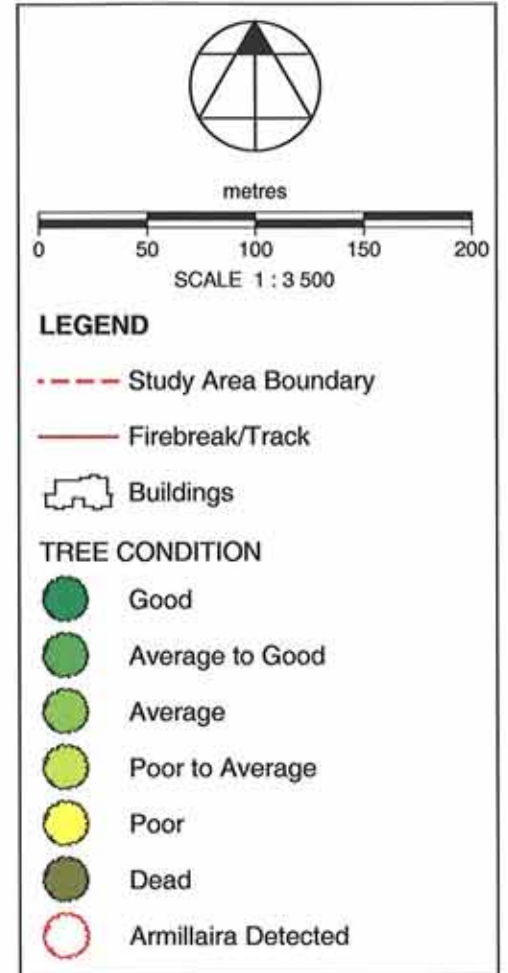 metres
0 50 100 150 200
SCALE 1 : 3 500
LEGEND
Study Area Boundary
Firebreak/Track
Buildings
TREE CONDITION
Good
Average to Good
Average
Poor to Average
Poor
Dead
Armillaira Detected